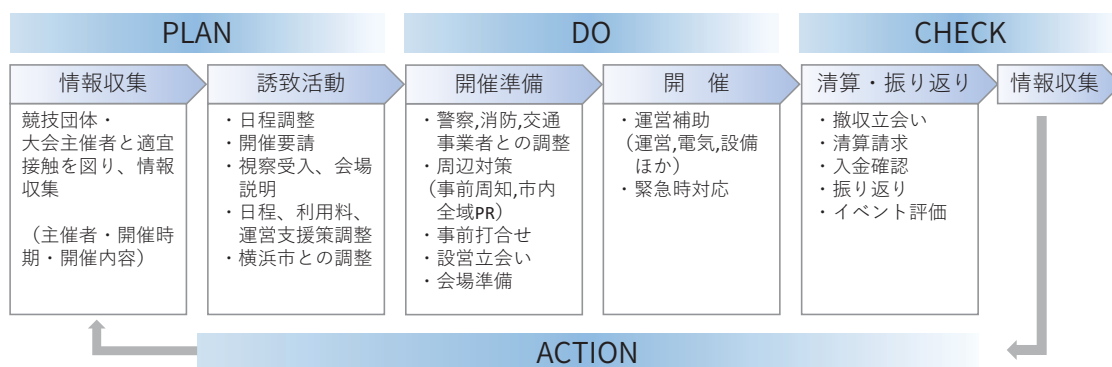 PLAN
DO
CHECK
情報収集
誘致活動
開催準備
開　催
清算・振り返り
情報収集
競技団体・
大会主催者と適宜
接触を図り、情報
収集
（主催者・開催時
期・開催内容）
・日程調整
・開催要請
・視察受入、会場
説明
・日程、利用料、
運営支援策調整
・横浜市との調整
・警察,消防,交通
事業者との調整
・周辺対策
（事前周知,市内
全域PR）
・事前打合せ
・設営立会い
・会場準備
・運営補助
（運営,電気,設備
ほか）
・緊急時対応
・撤収立会い
・清算請求
・入金確認
・振り返り
・イベント評価
ACTION